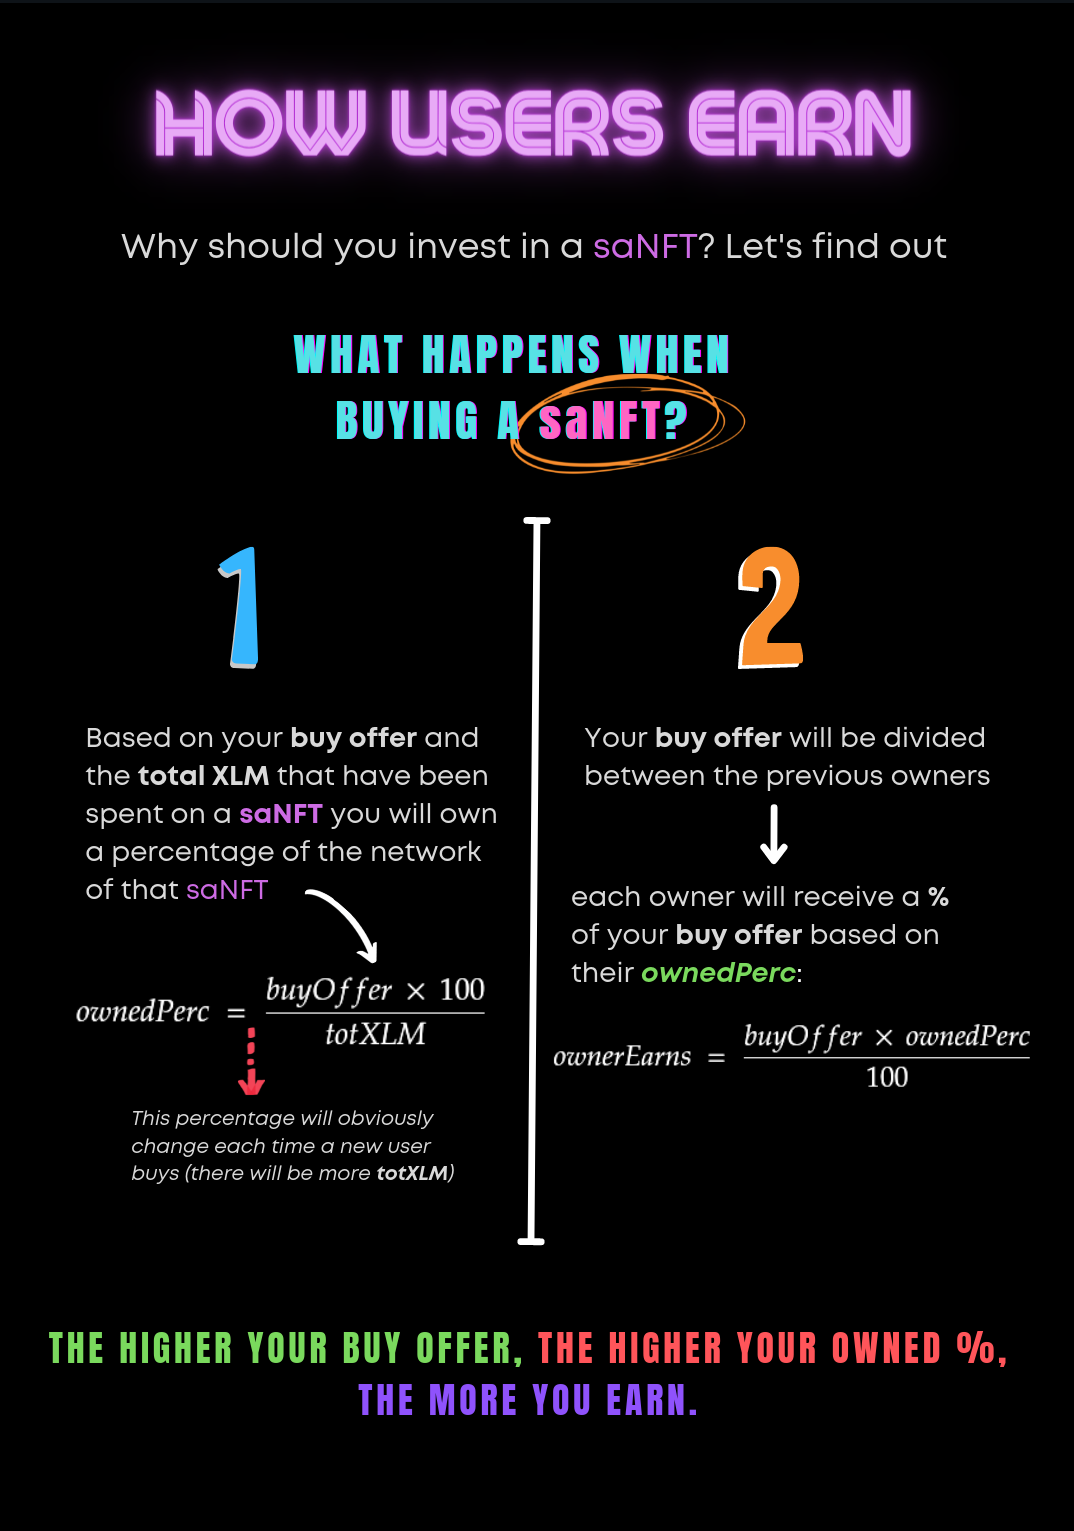 HOW USERS EARN
Why should you invest in a saNFT? Let's find out
WHAT HAPPENS WHEN
BUYING A saNFT?
1
Based on your buy offer and
the total XLM that have been
spent on a saNFT you will own
a percentage of the network
of that saNFT
ownedPerc = buyOffer × 100
totXLM
This percentage will obviously
change each time a new user
buys (there will be more totXLM)
2
Your buy offer will be divided
between the previous owners
each owner will receive a %
of your buy offer based on
their ownedPerc:
ownerEarns = buyOffer × ownedPerc
100
THE HIGHER YOUR BUY OFFER, THE HIGHER YOUR OWNED %,
THE MORE YOU EARN.